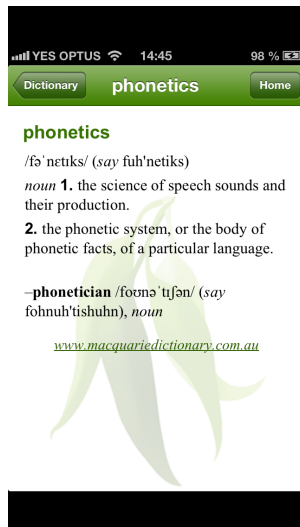 YES OPTUS 14:45 98 %
Dictionary phonetics Home
phonetics
/fəˈnɛtɪks/ (say fuh'netiks)
noun 1. the science of speech sounds and
their production.
2. the phonetic system, or the body of
phonetic facts, of a particular language.
–phonetician /foʊnəˈtɪʃən/ (say
fohnuh'tishuhn), noun
www.macquariedictionary.com.au